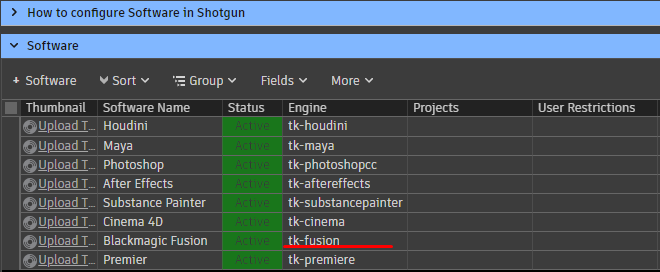 How to configure Software in Shotgun
Software
+ Software Sort Group Fields More
Thumbnail Software Name Status Engine Projects User Restrictions
Upload T... Houdini Active tk-houdini
Upload T... Maya Active tk-maya
Upload T... Photoshop Active tk-photoshopcc
Upload T... After Effects Active tk-aftereffects
Upload T... Substance Painter Active tk-substancepainter
Upload T... Cinema 4D Active tk-cinema
Upload T... Blackmagic Fusion Active tk-fusion
Upload T... Premier Active tk-premiere